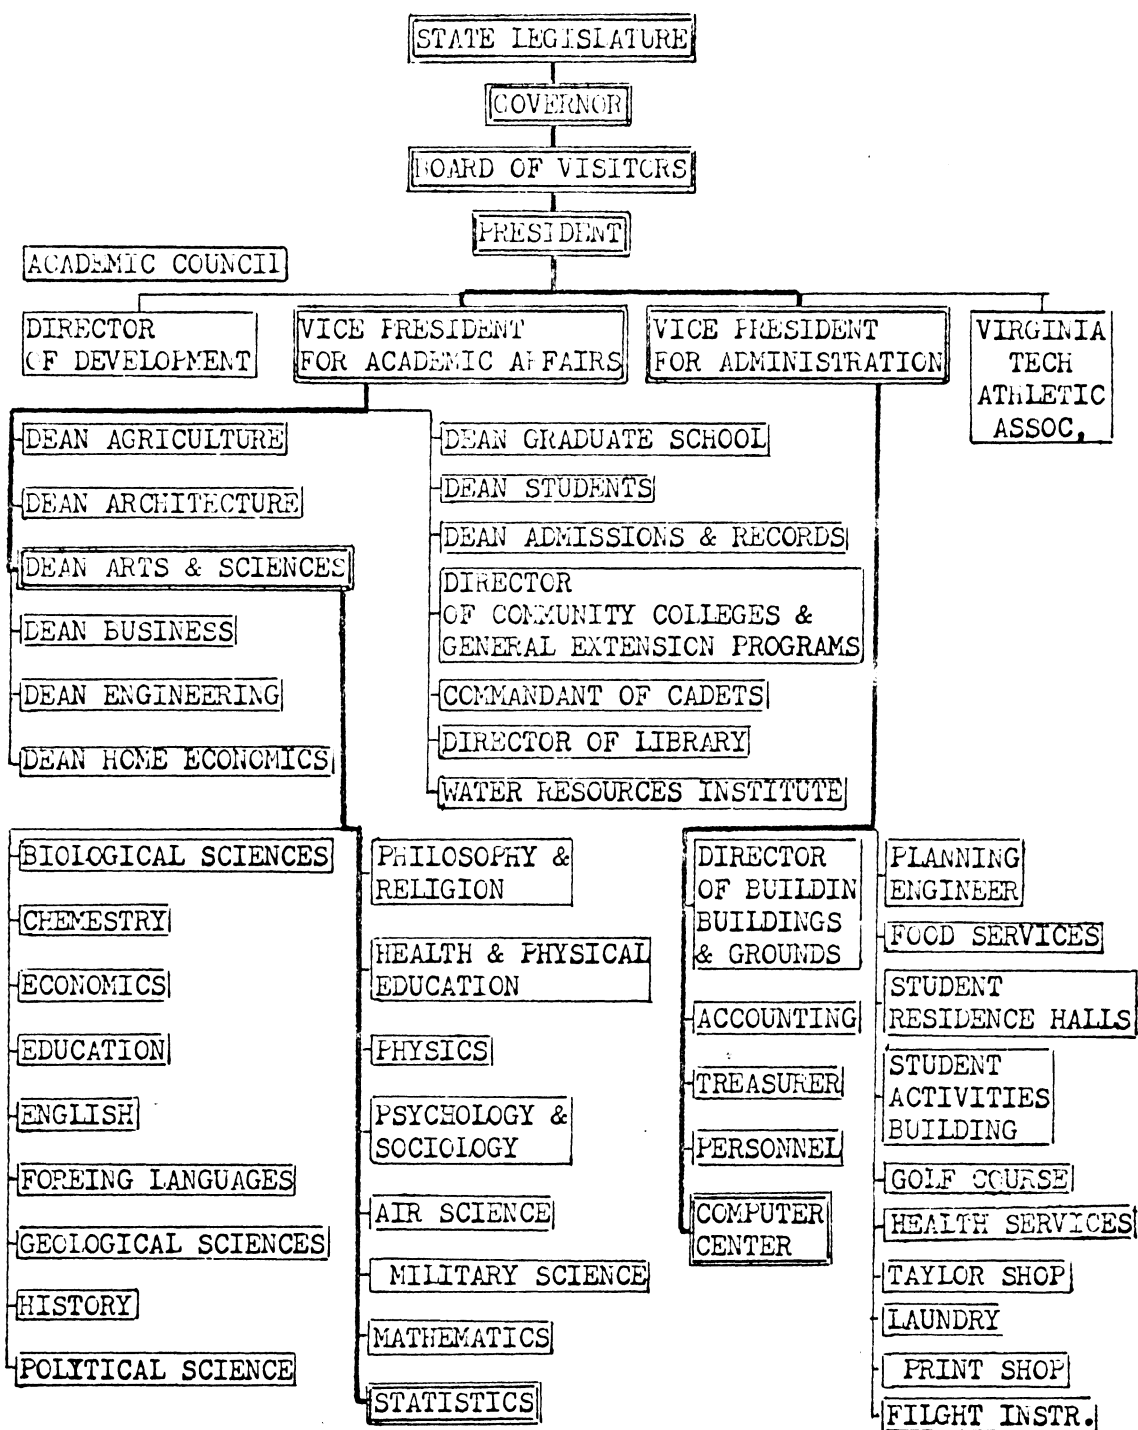 STATE LEGISLATURE
GOVERNOR
BOARD OF VISITORS
PRESIDENT
ACADEMIC COUNCIL
DIRECTOR
OF DEVELOPMENT
VICE PRESIDENT
FOR ACADEMIC AFFAIRS
VICE PRESIDENT
FOR ADMINISTRATION
VIRGINIA
TECH
ATHLETIC
ASSOC,
DEAN AGRICULTURE
DEAN ARCHITECTURE
DEAN ARTS & SCIENCES
DEAN BUSINESS
DEAN ENGINEERING
DEAN HOME ECONOMICS
DEAN GRADUATE SCHOOL
DEAN STUDENTS
DEAN ADMISSIONS & RECORDS
DIRECTOR
OF COMMUNITY COLLEGES &
GENERAL EXTENSION PROGRAMS
COMMANDANT OF CADETS
DIRECTOR OF LIBRARY
WATER RESOURCES INSTITUTE
BIOLOGICAL SCIENCES
CHEMESTRY
ECONOMICS
EDUCATION
ENGLISH
FOREING LANGUAGES
GEOLOGICAL SCIENCES
HISTORY
POLITICAL SCIENCE
PHILOSOPHY &
RELIGION
HEALTH & PHYSICAL
EDUCATION
PHYSICS
PSYCHOLOGY &
SOCIOLOGY
AIR SCIENCE
MILITARY SCIENCE
MATHEMATICS
STATISTICS
DIRECTOR
OF BUILDIN
BUILDINGS
& GROUNDS
ACCOUNTING
TREASURER
PERSONNEL
COMPUTER
CENTER
PLANNING
ENGINEER
FOOD SERVICES
STUDENT
RESIDENCE HALLS
STUDENT
ACTIVITIES
BUILDING
GOLF COURSE
HEALTH SERVICES
TAYLOR SHOP
LAUNDRY
PRINT SHOP
FILGHT INSTR.